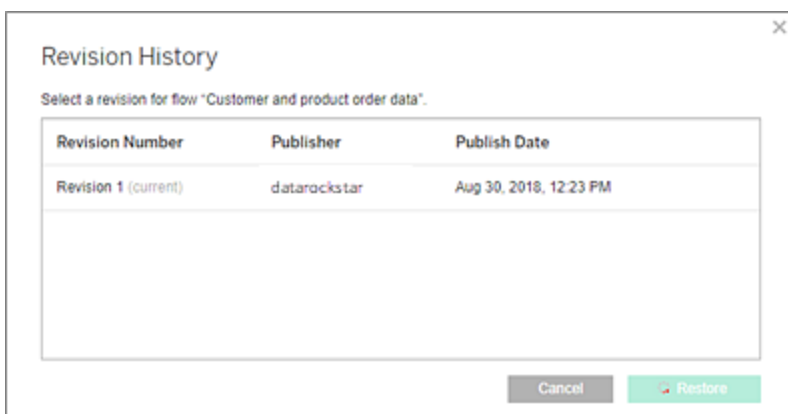 Revision History
Select a revision for flow “Customer and product order data”.
Revision Number Publisher Publish Date
Revision 1 (current) datarockstar Aug 30, 2018, 12:23 PM
Cancel Restore